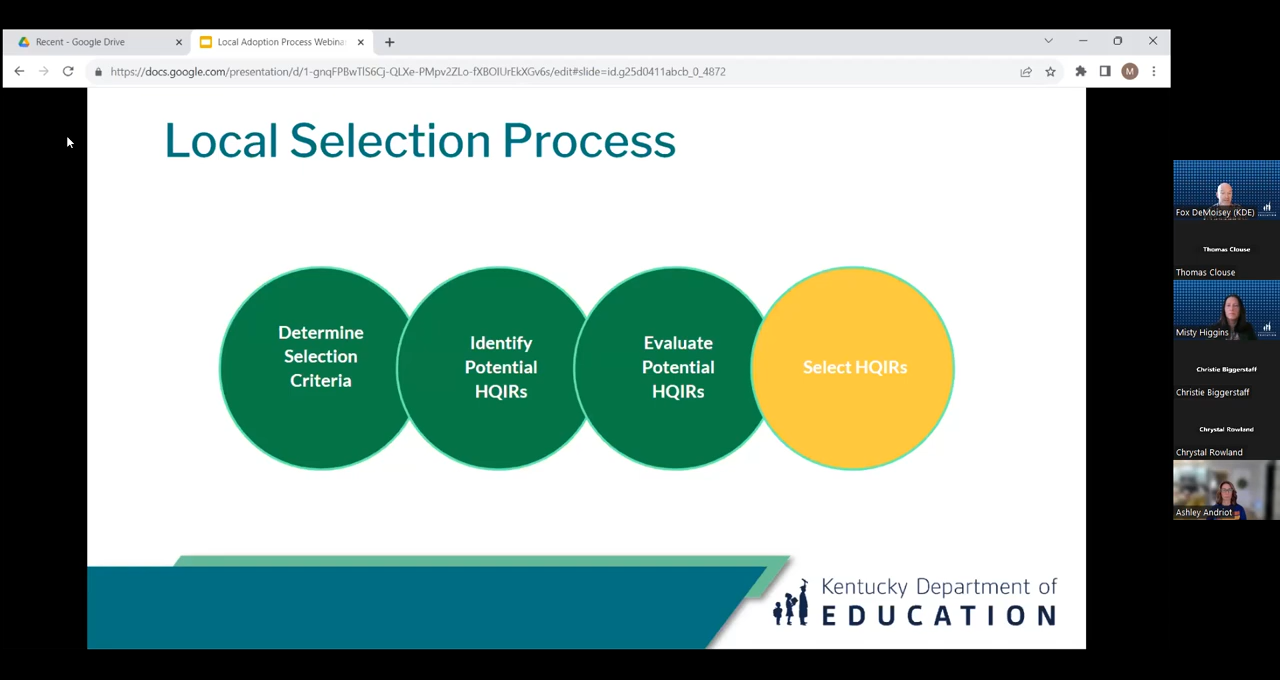 Recent - Google Drive
Local Adoption Process Webina
https://docs.google.com/presentation/d/1-gnqFPBwTlS6Cj-QLXe-PMpv2ZLo-fXBOIUrEkXGv6s/edit#slide=id.g25d0411abcb_0_4872
M
Local Selection Process
Determine
Selection
Criteria
Identify
Potential
HQIRs
Evaluate
Potential
HQIRs
Select HQIRs
Kentucky Department of
EDUCATION
Fox DeMoisey (KDE)
Thomas Clouse
Thomas Clouse
Misty Higgins
Christie Biggerstaff
Christie Biggerstaff
Chrystal Rowland
Chrystal Rowland
Ashley Andriot